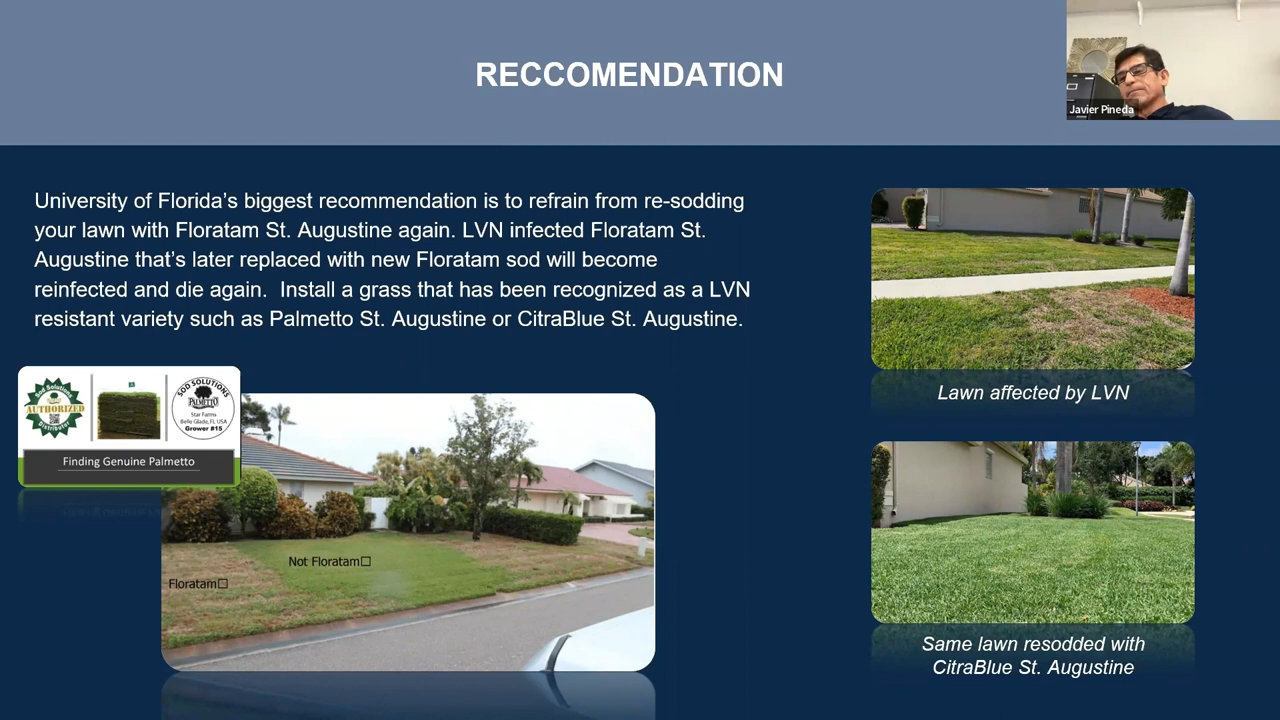 RECCOMENDATION
Javier Pineda
University of Florida’s biggest recommendation is to refrain from re-sodding
your lawn with Floratam St. Augustine again. LVN infected Floratam St.
Augustine that’s later replaced with new Floratam sod will become
reinfected and die again. Install a grass that has been recognized as a LVN
resistant variety such as Palmetto St. Augustine or CitraBlue St. Augustine.
Sod Solutions
AUTHORIZED
Distributor
SOD SOLUTIONS
PALMETTO
Star Farms
Belle Glade, FL USA
Grower #15
Finding Genuine Palmetto
Not Floratam□
Floratam□
Lawn affected by LVN
Same lawn resodded with
CitraBlue St. Augustine